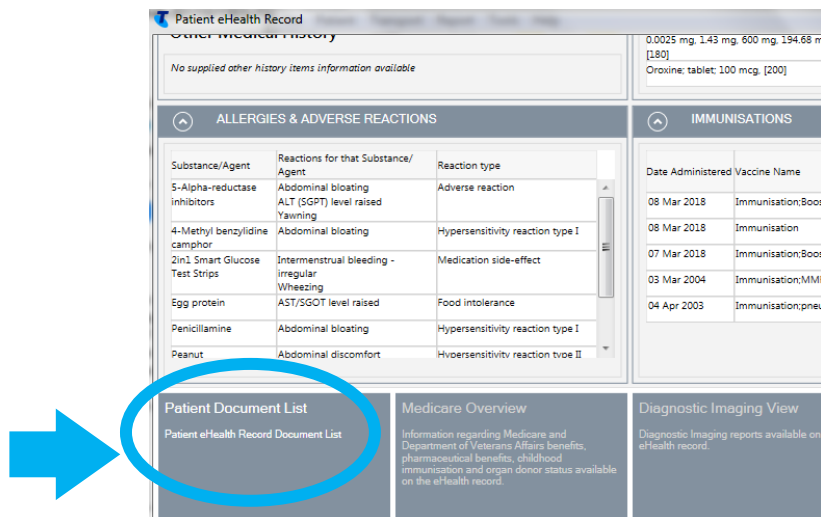 Patient eHealth Record
Patient Transport Report Tools Help
Other Medical History
No supplied other history items information available
0.0025 mg, 1.43 mg, 600 mg, 194.68 m
[180]
Oroxine; tablet; 100 mcg, [200]
ALLERGIES & ADVERSE REACTIONS
Substance/Agent
Reactions for that Substance/
Agent
Reaction type
5-Alpha-reductase
inhibitors
Abdominal bloating
ALT (SGPT) level raised
Yawning
Adverse reaction
4-Methyl benzylidine
camphor
Abdominal bloating
Hypersensitivity reaction type I
2in1 Smart Glucose
Test Strips
Intermenstrual bleeding -
irregular
Wheezing
Medication side-effect
Egg protein
AST/SGOT level raised
Food intolerance
Penicillamine
Abdominal bloating
Hypersensitivity reaction type I
Peanut
Abdominal discomfort
Hypersensitivity reaction type II
IMMUNISATIONS
Date Administered
Vaccine Name
08 Mar 2018
Immunisation;Boos
08 Mar 2018
Immunisation
07 Mar 2018
Immunisation;Boos
03 Mar 2004
Immunisation;MM
04 Apr 2003
Immunisation;pneu
Patient Document List
Patient eHealth Record Document List
Medicare Overview
Information regarding Medicare and
Department of Veterans Affairs benefits,
pharmaceutical benefits, childhood
immunisation and organ donor status available
on the eHealth record.
Diagnostic Imaging View
Diagnostic Imaging reports available on
eHealth record.